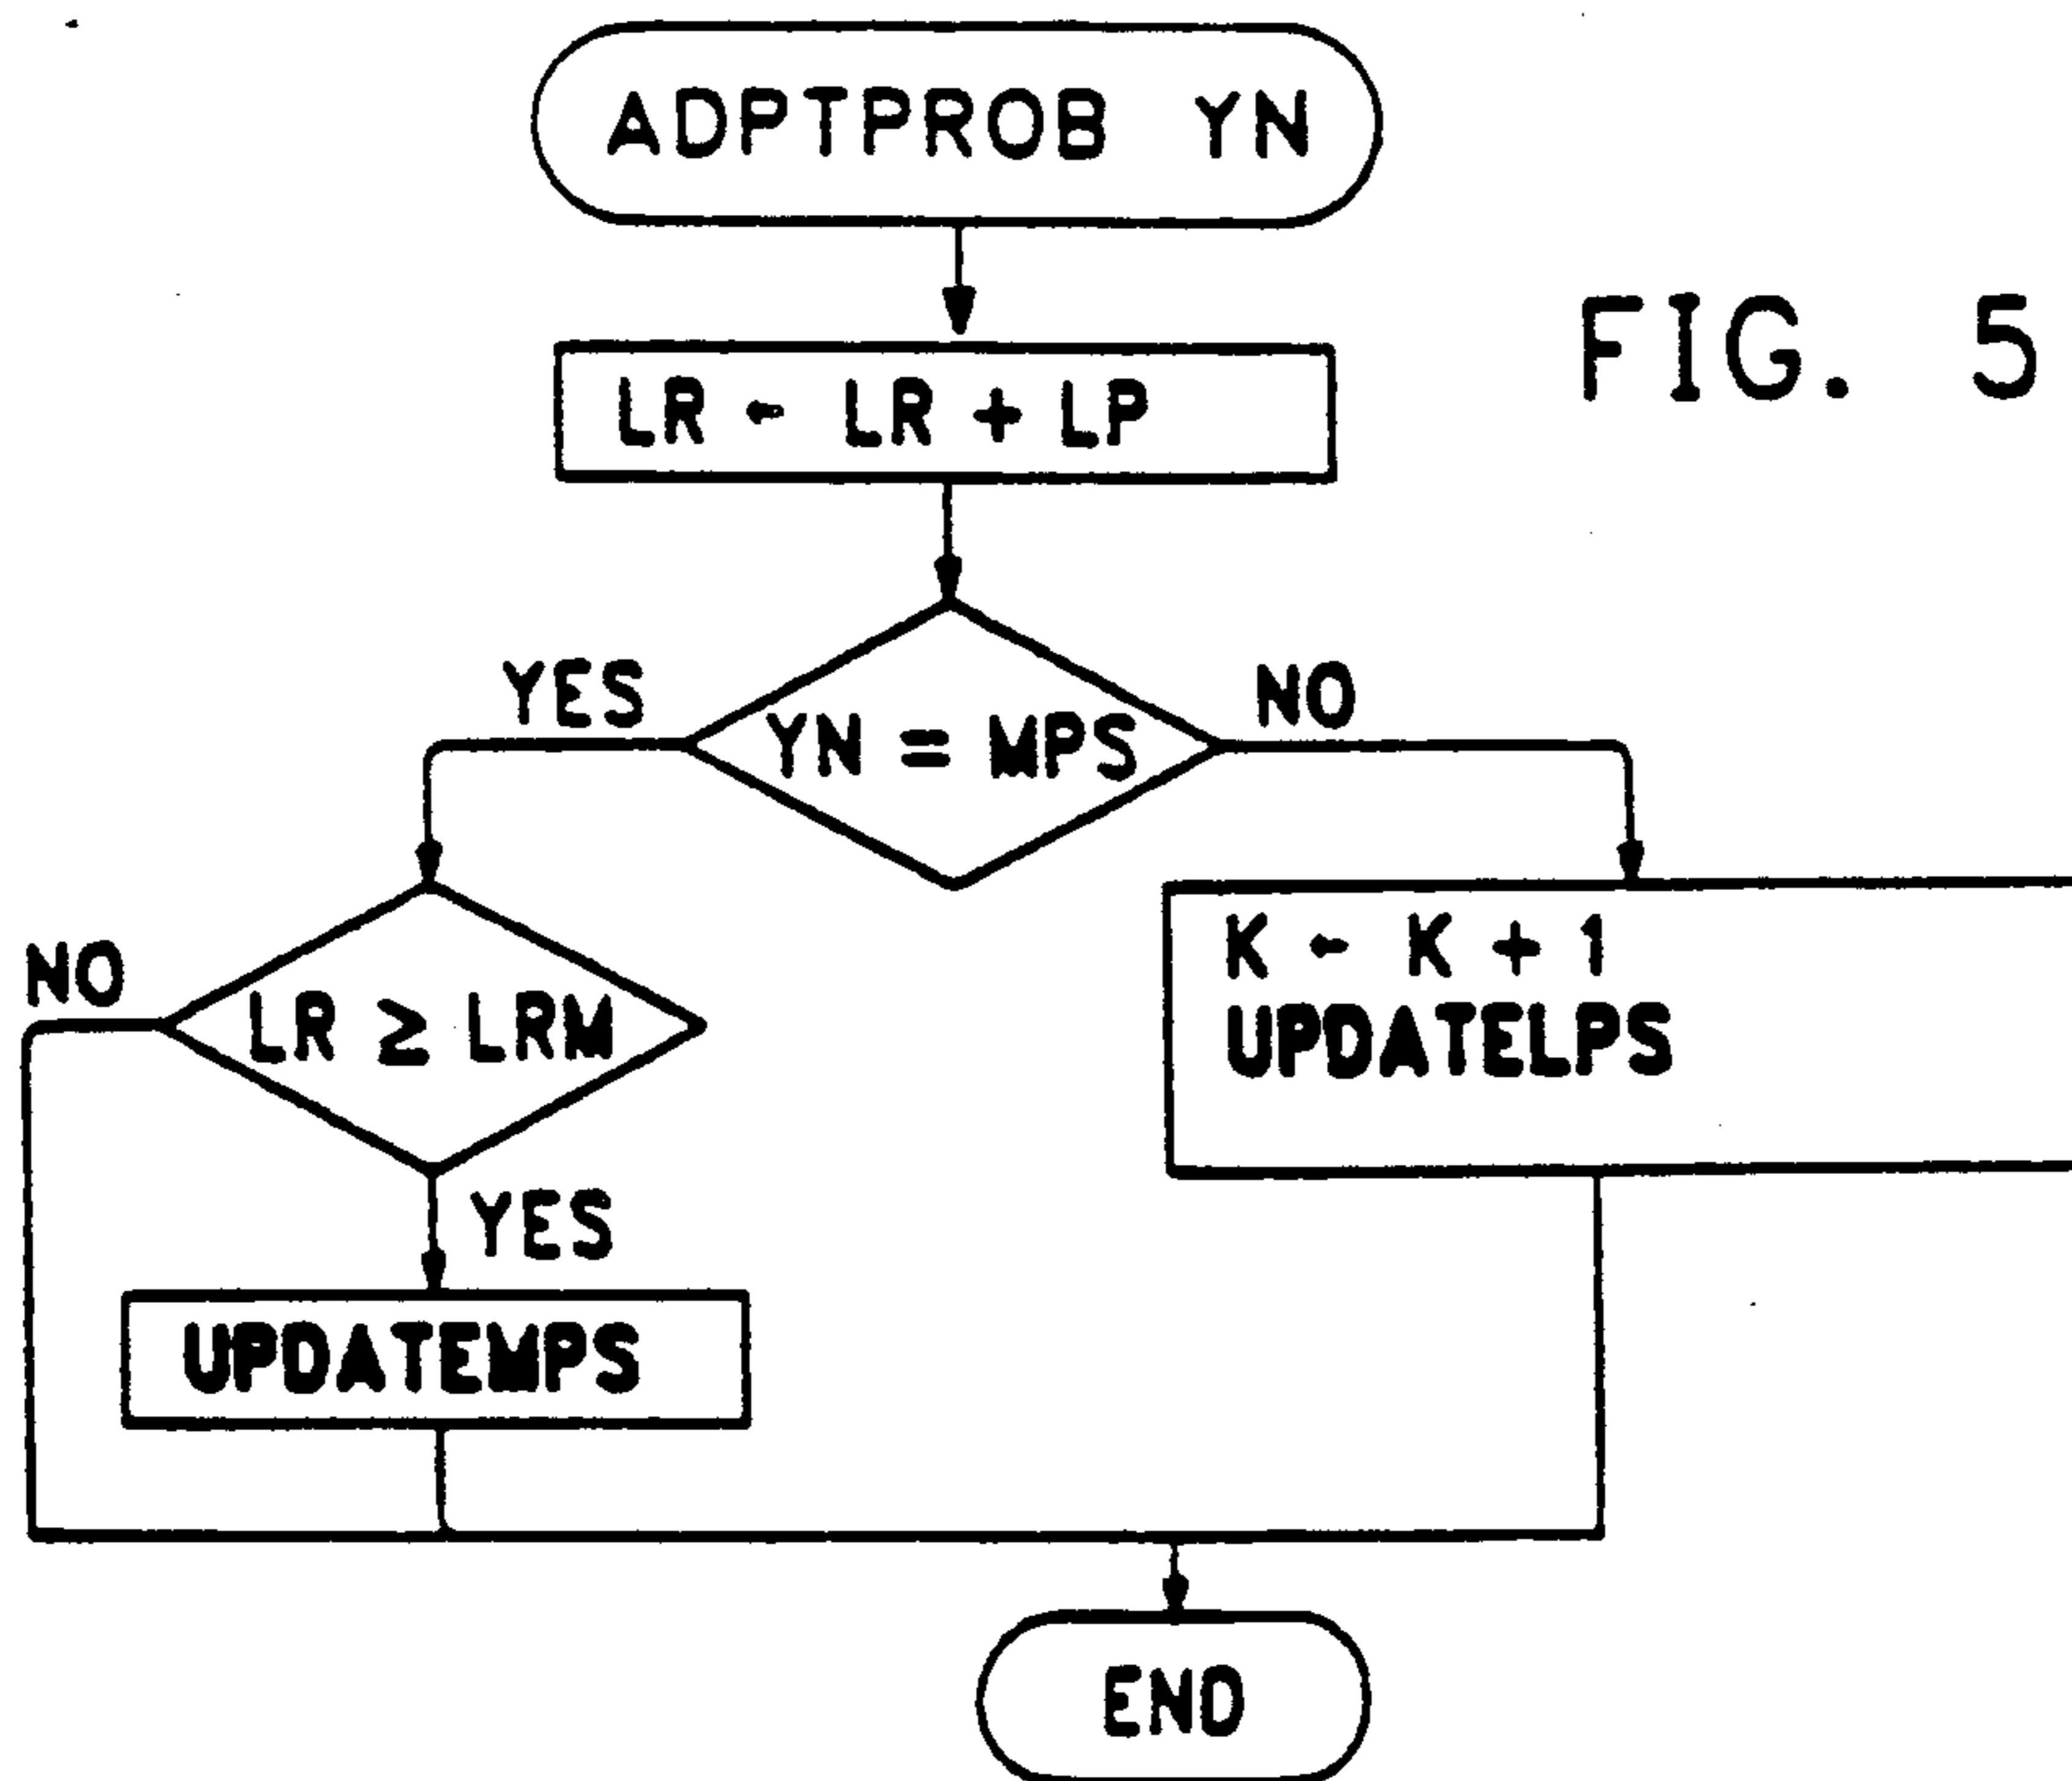 ADPTPROB YN
FIG. 5
LR ← LR + LP
YES
NO
YN = MPS
NO
LR ≥ LRM
K ← K + 1
UPDATELPS
YES
UPDATEMPS
END